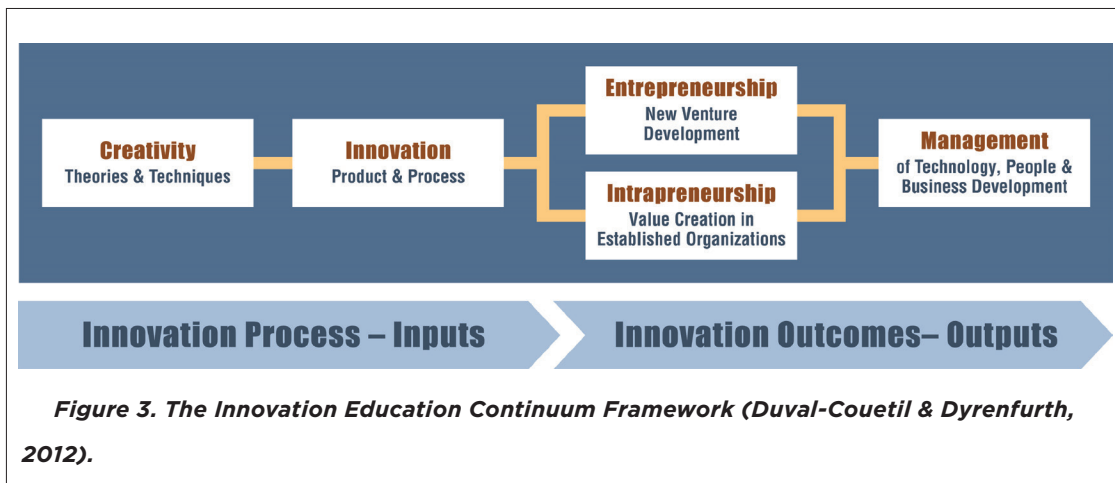 Creativity
Theories & Techniques
Innovation
Product & Process
Entrepreneurship
New Venture
Development
Intrapreneurship
Value Creation in
Established Organizations
Management
of Technology, People &
Business Development
Innovation Process – Inputs
Innovation Outcomes– Outputs
Figure 3. The Innovation Education Continuum Framework (Duval-Couetil & Dyrenfurth,
2012).